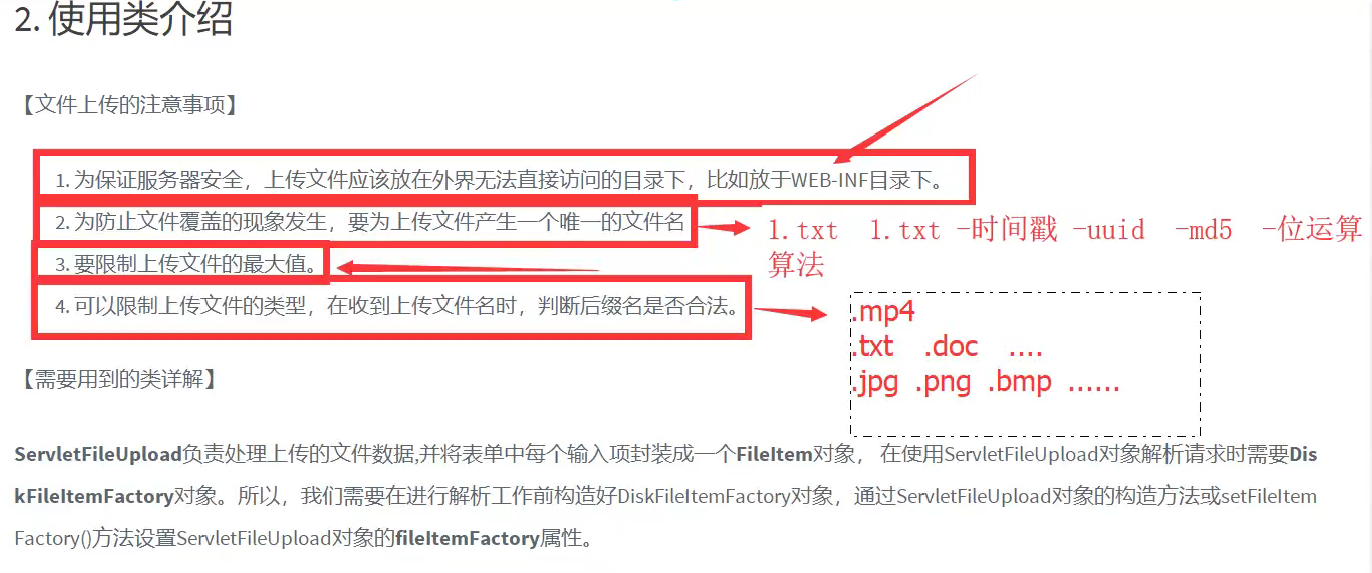 2. 使用类介绍
【文件上传的注意事项】
1. 为保证服务器安全，上传文件应该放在外界无法直接访问的目录下，比如放于WEB-INF目录下。
2. 为防止文件覆盖的现象发生，要为上传文件产生一个唯一的文件名
1.txt 1.txt -时间戳 -uuid -md5 -位运算
算法
3. 要限制上传文件的最大值。
4. 可以限制上传文件的类型，在收到上传文件名时，判断后缀名是否合法。
.mp4
.txt .doc ....
.jpg .png .bmp ......
【需要用到的类详解】
ServletFileUpload负责处理上传的文件数据,并将表单中每个输入项封装成一个FileItem对象，在使用ServletFileUpload对象解析请求时需要Dis
kFileItemFactory对象。所以，我们需要在进行解析工作前构造好DiskFileItemFactory对象，通过ServletFileUpload对象的构造方法或setFileItem
Factory()方法设置ServletFileUpload对象的fileItemFactory属性。